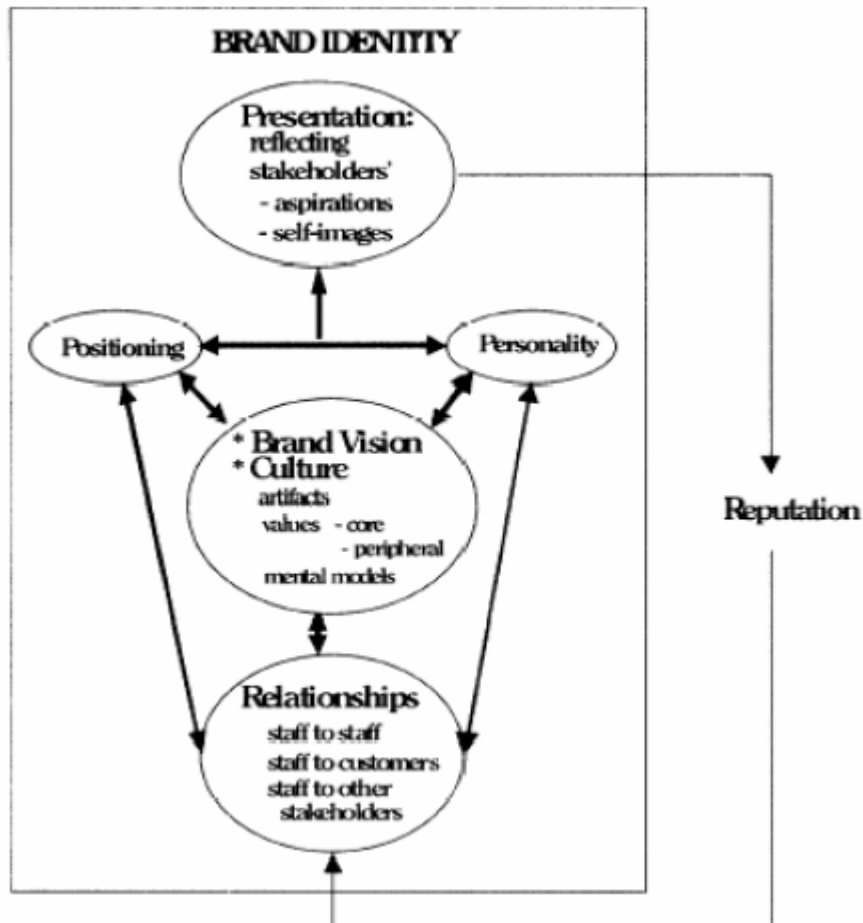 BRAND IDENTITY
Presentation:
reflecting
stakeholders'
- aspirations
- self-images
Positioning
Personality
* Brand Vision
* Culture
artifacts
values - core
- peripheral
mental models
Reputation
Relationships
staff to staff
staff to customers
staff to other
stakeholders